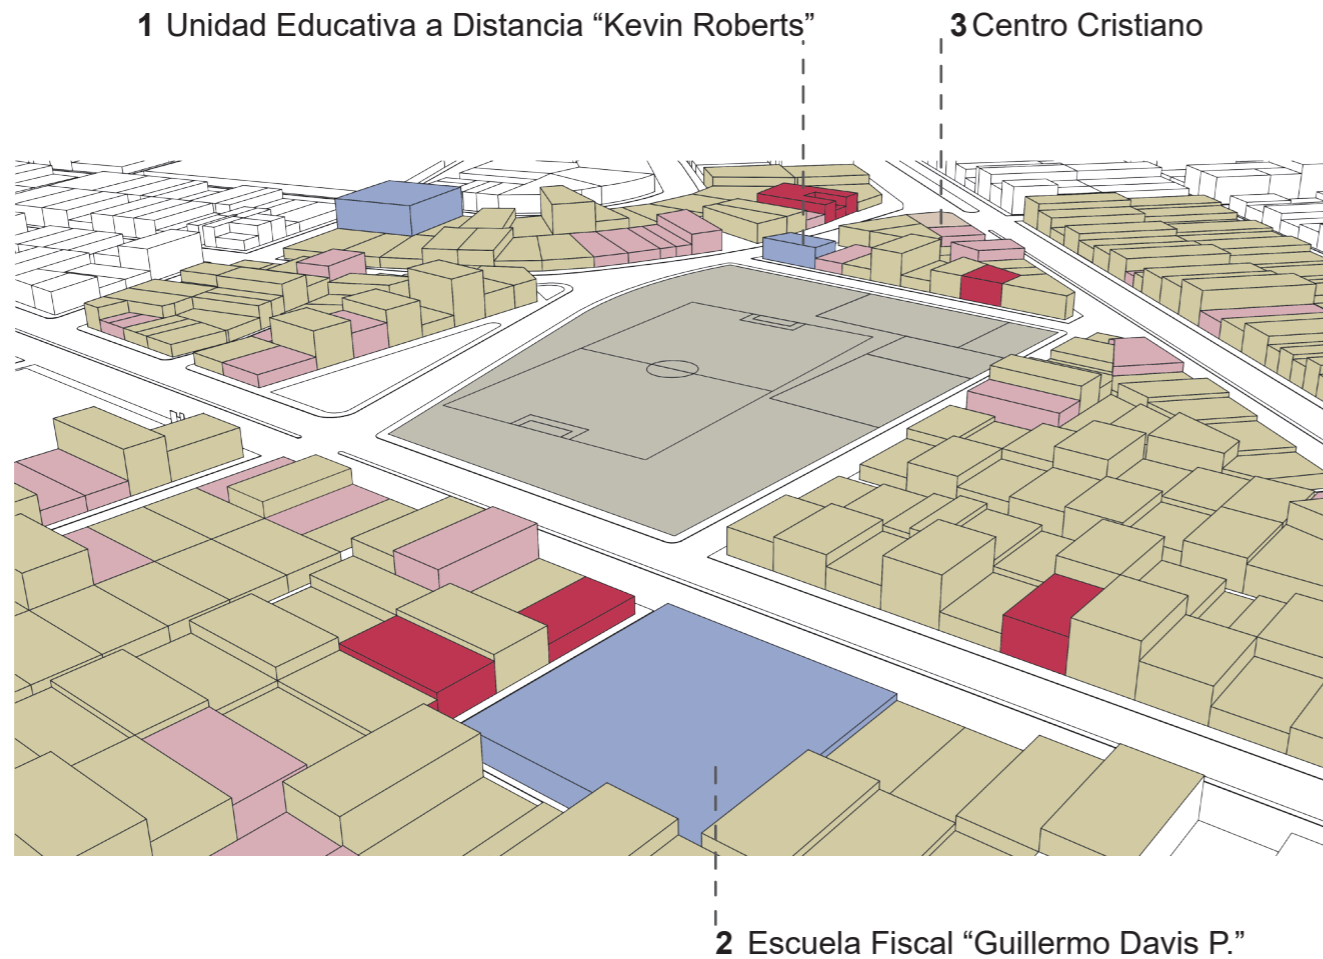 1 Unidad Educativa a Distancia “Kevin Roberts”
3 Centro Cristiano
2 Escuela Fiscal “Guillermo Davis P.”